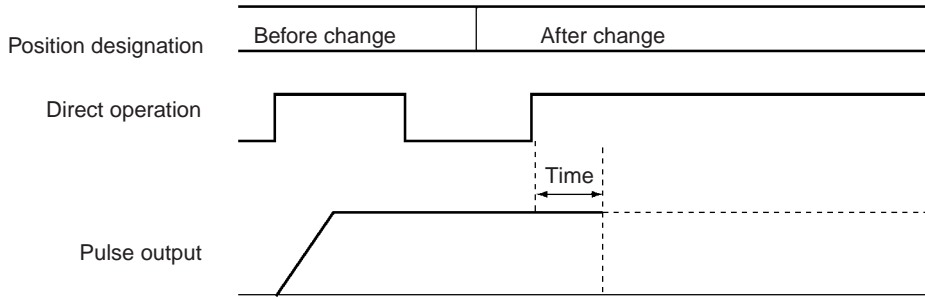 Position designation
Before change
After change
Direct operation
Time
Pulse output